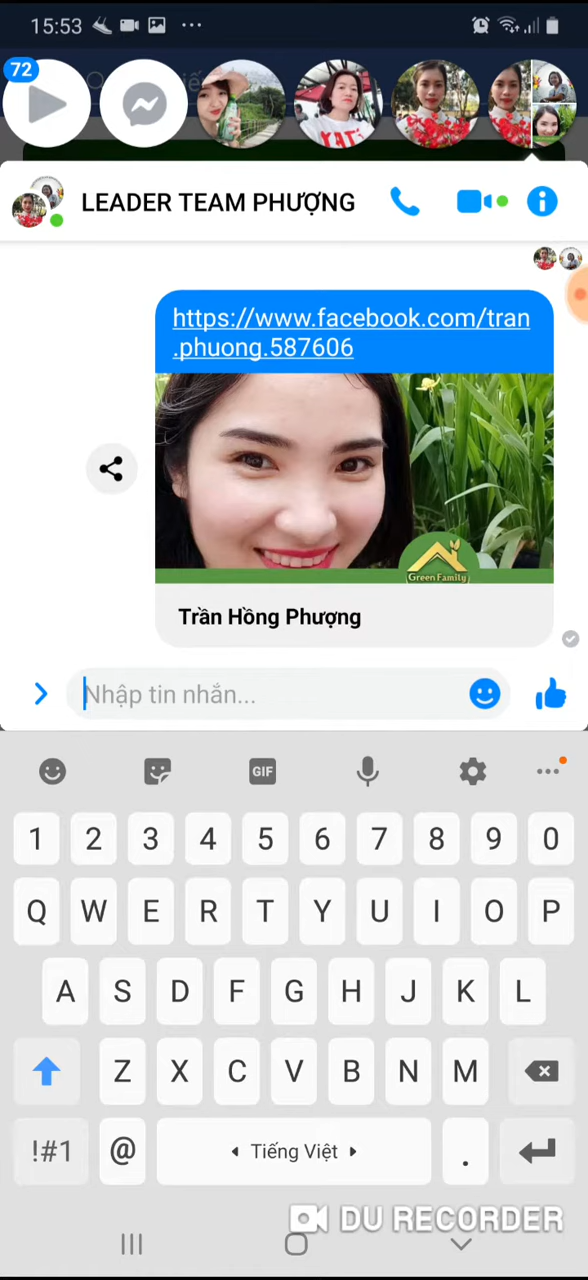 15:53
72
LEADER TEAM PHƯỢNG
https://www.facebook.com/tran
.phuong.587606
Green Family
Trần Hồng Phượng
Nhập tin nhắn...
GIF
1 2 3 4 5 6 7 8 9 0
Q W E R T Y U I O P
A S D F G H J K L
Z X C V B N M
!#1 @ Tiếng Việt .
DU RECORDER